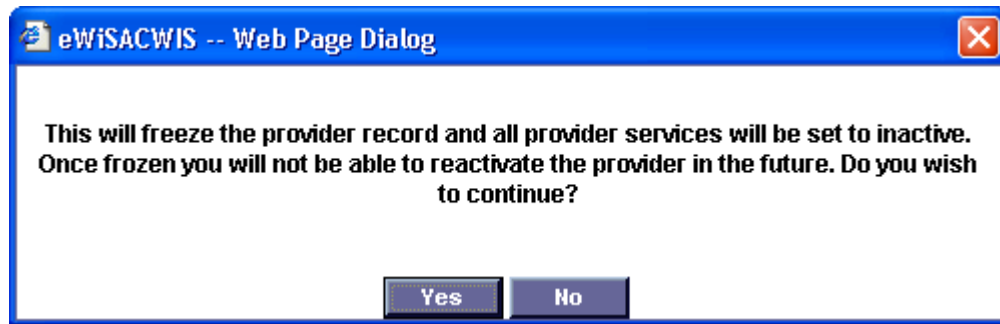 eWiSACWIS -- Web Page Dialog
This will freeze the provider record and all provider services will be set to inactive.
Once frozen you will not be able to reactivate the provider in the future. Do you wish
to continue?
Yes No